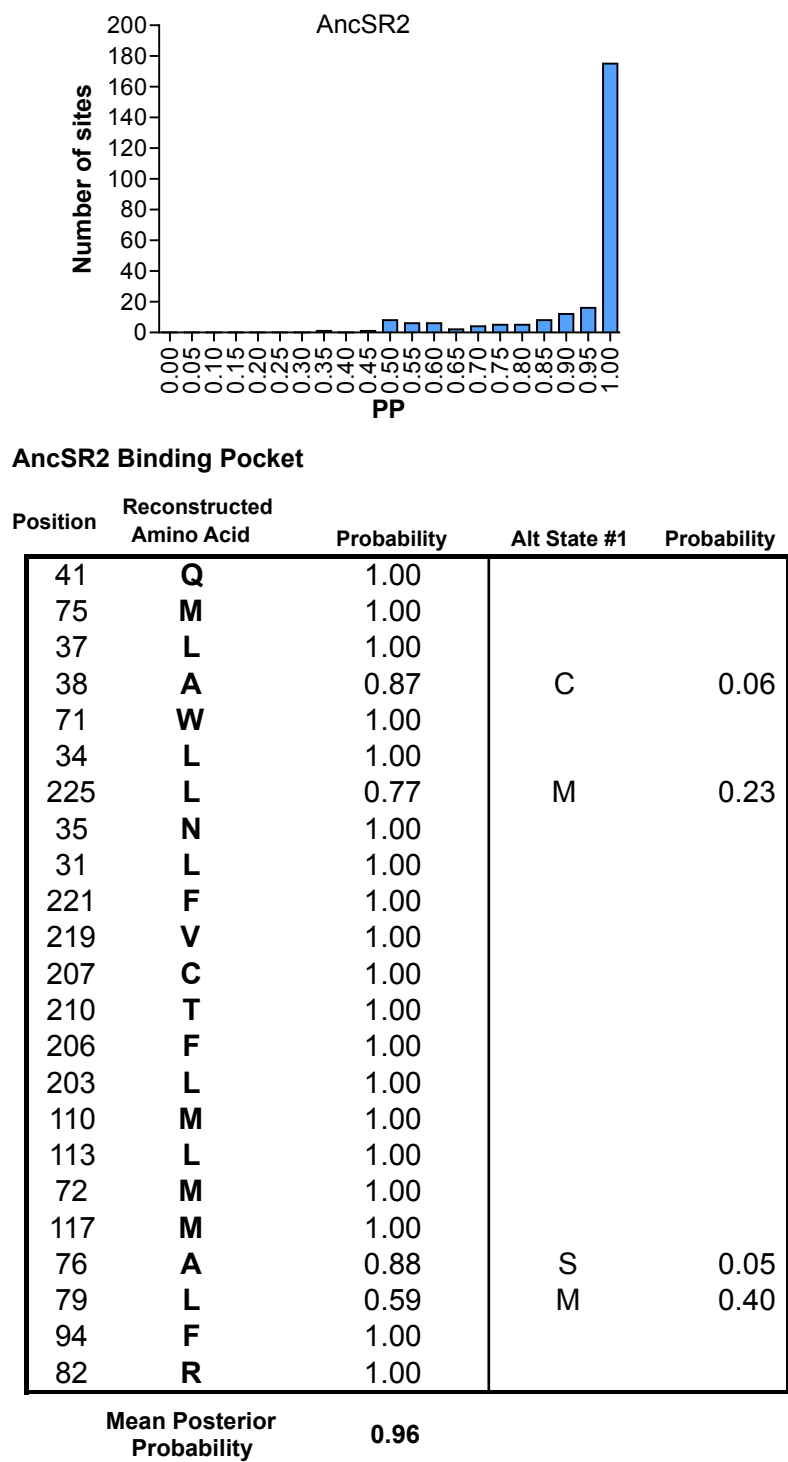 AncSR2
200
180
160
140
120
100
80
60
40
20
0
Number of sites
0.00 0.05 0.10 0.15 0.20 0.25 0.30 0.35 0.40 0.45 0.50 0.55 0.60 0.65 0.70 0.75 0.80 0.85 0.90 0.95 1.00
PP
AncSR2 Binding Pocket
Position Reconstructed Amino Acid Probability Alt State #1 Probability
41 Q 1.00
75 M 1.00
37 L 1.00
38 A 0.87 C 0.06
71 W 1.00
34 L 1.00
225 L 0.77 M 0.23
35 N 1.00
31 L 1.00
221 F 1.00
219 V 1.00
207 C 1.00
210 T 1.00
206 F 1.00
203 L 1.00
110 M 1.00
113 L 1.00
72 M 1.00
117 M 1.00
76 A 0.88 S 0.05
79 L 0.59 M 0.40
94 F 1.00
82 R 1.00
Mean Posterior
Probability 0.96